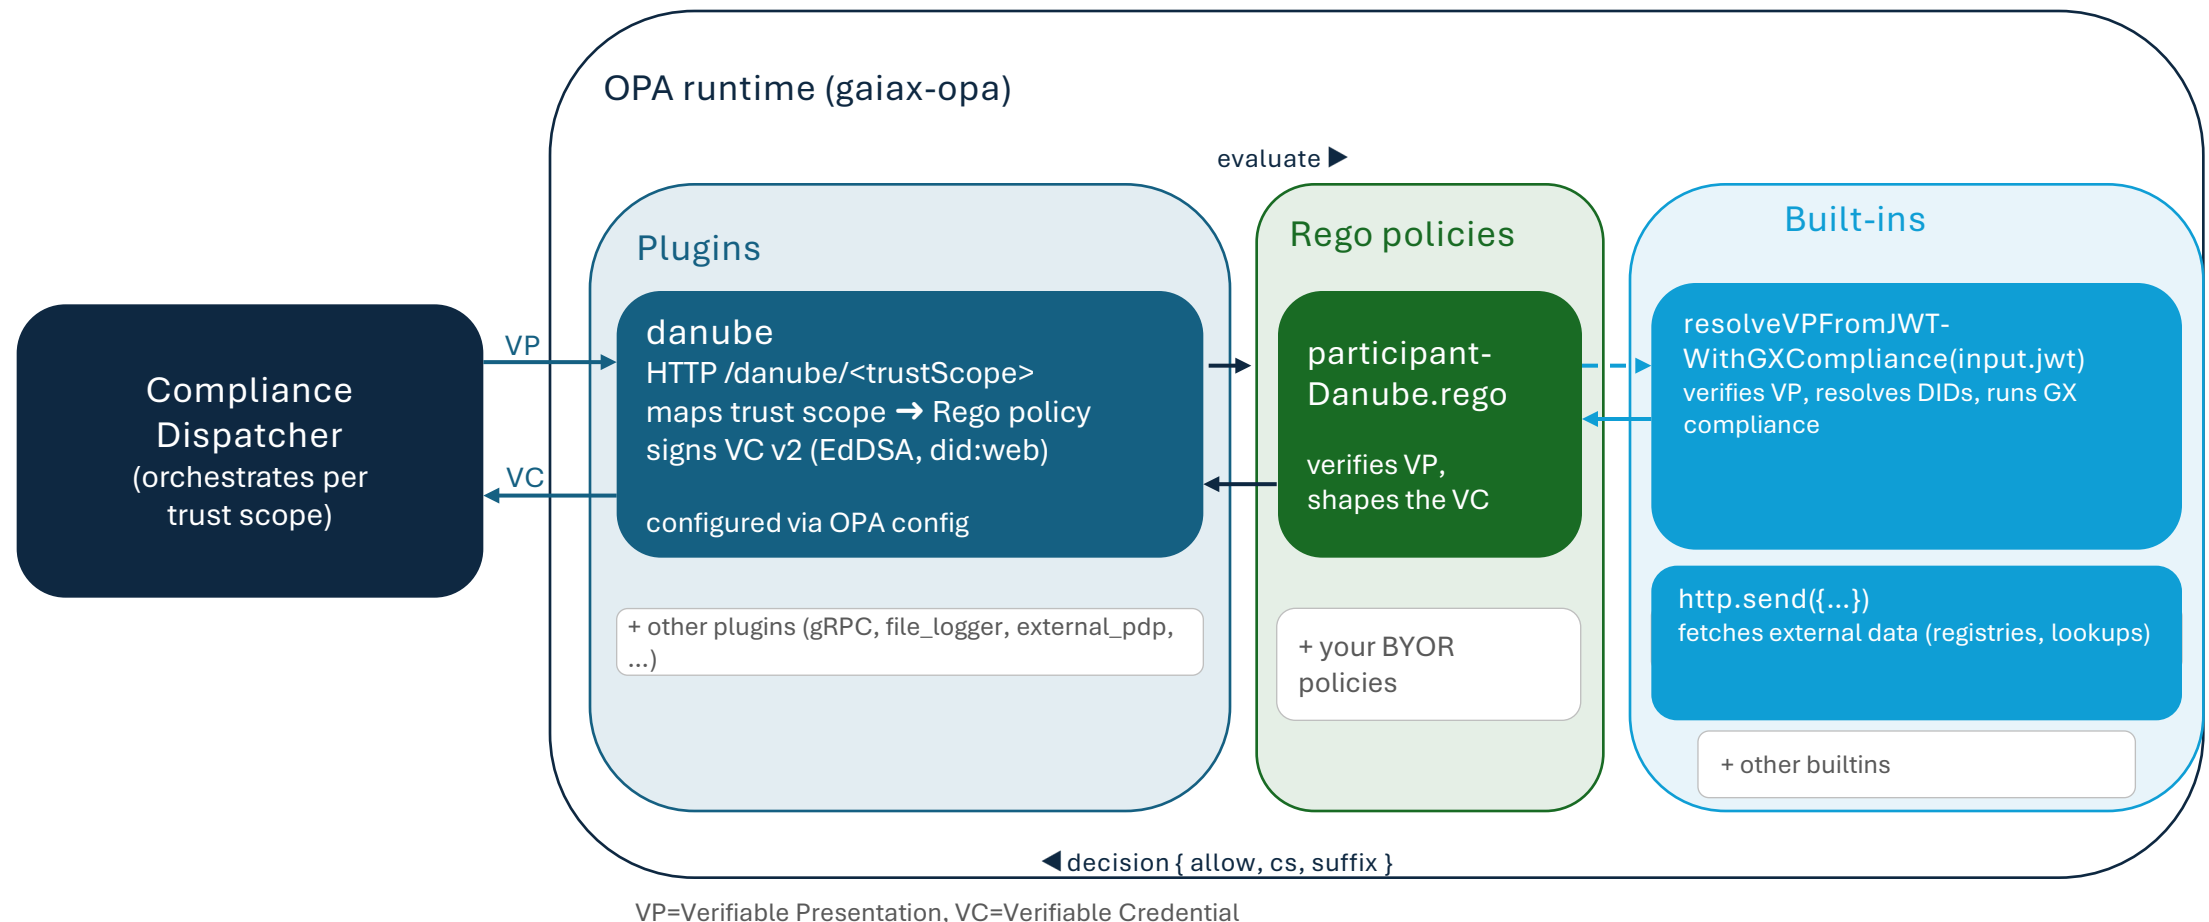 OPA runtime (gaiax-opa)
evaluate ▶
Plugins
Rego policies
Built-ins
Compliance
Dispatcher
(orchestrates per
trust scope)
VP
VC
danube
HTTP /danube/<trustScope>
maps trust scope ➜ Rego policy
signs VC v2 (EdDSA, did:web)
configured via OPA config
+ other plugins (gRPC, file_logger, external_pdp,
...)
participant-
Danube.rego
verifies VP,
shapes the VC
+ your BYOR
policies
resolveVPFromJWT-
WithGXCompliance(input.jwt)
verifies VP, resolves DIDs, runs GX
compliance
http.send({...})
fetches external data (registries, lookups)
+ other builtins
◀ decision { allow, cs, suffix }
VP=Verifiable Presentation, VC=Verifiable Credential